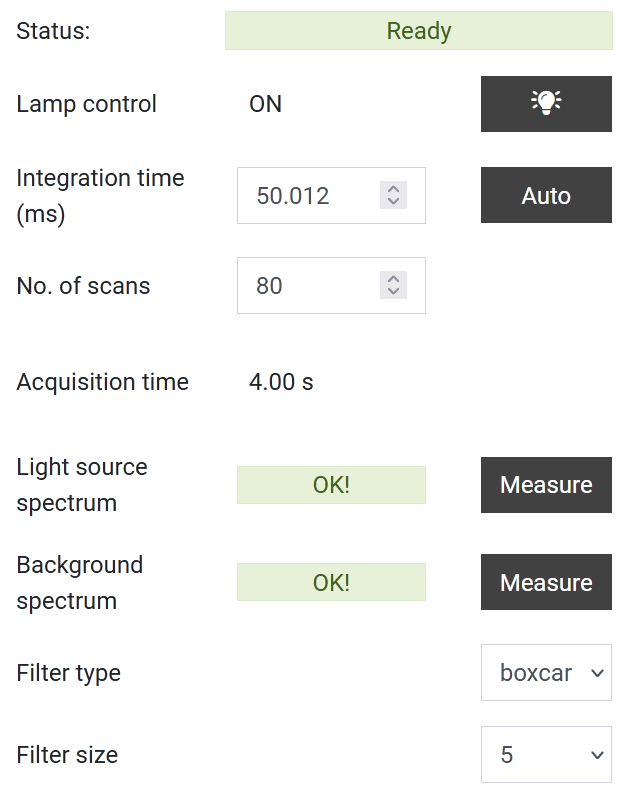 Status:
Ready
Lamp control
ON
Integration time
(ms)
50.012
Auto
No. of scans
80
Acquisition time
4.00 s
Light source
spectrum
OK!
Measure
Background
spectrum
OK!
Measure
Filter type
boxcar
Filter size
5